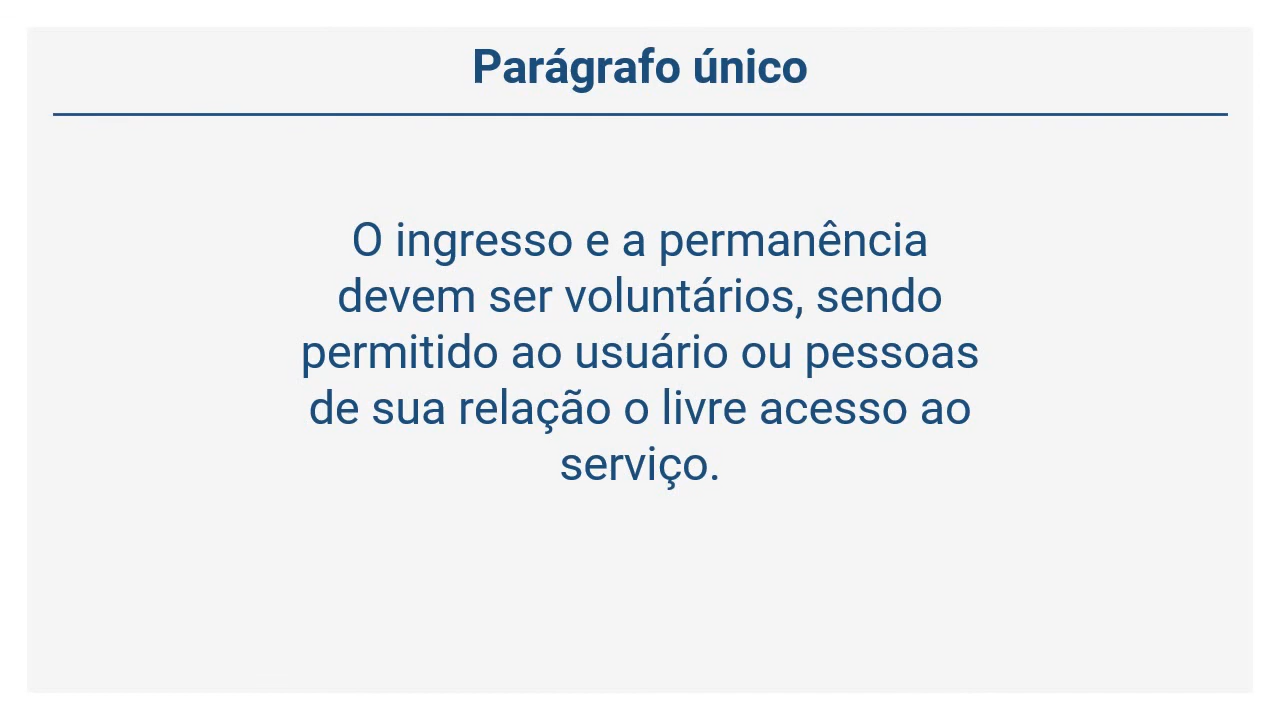 Parágrafo único
O ingresso e a permanência
devem ser voluntários, sendo
permitido ao usuário ou pessoas
de sua relação o livre acesso ao
serviço.